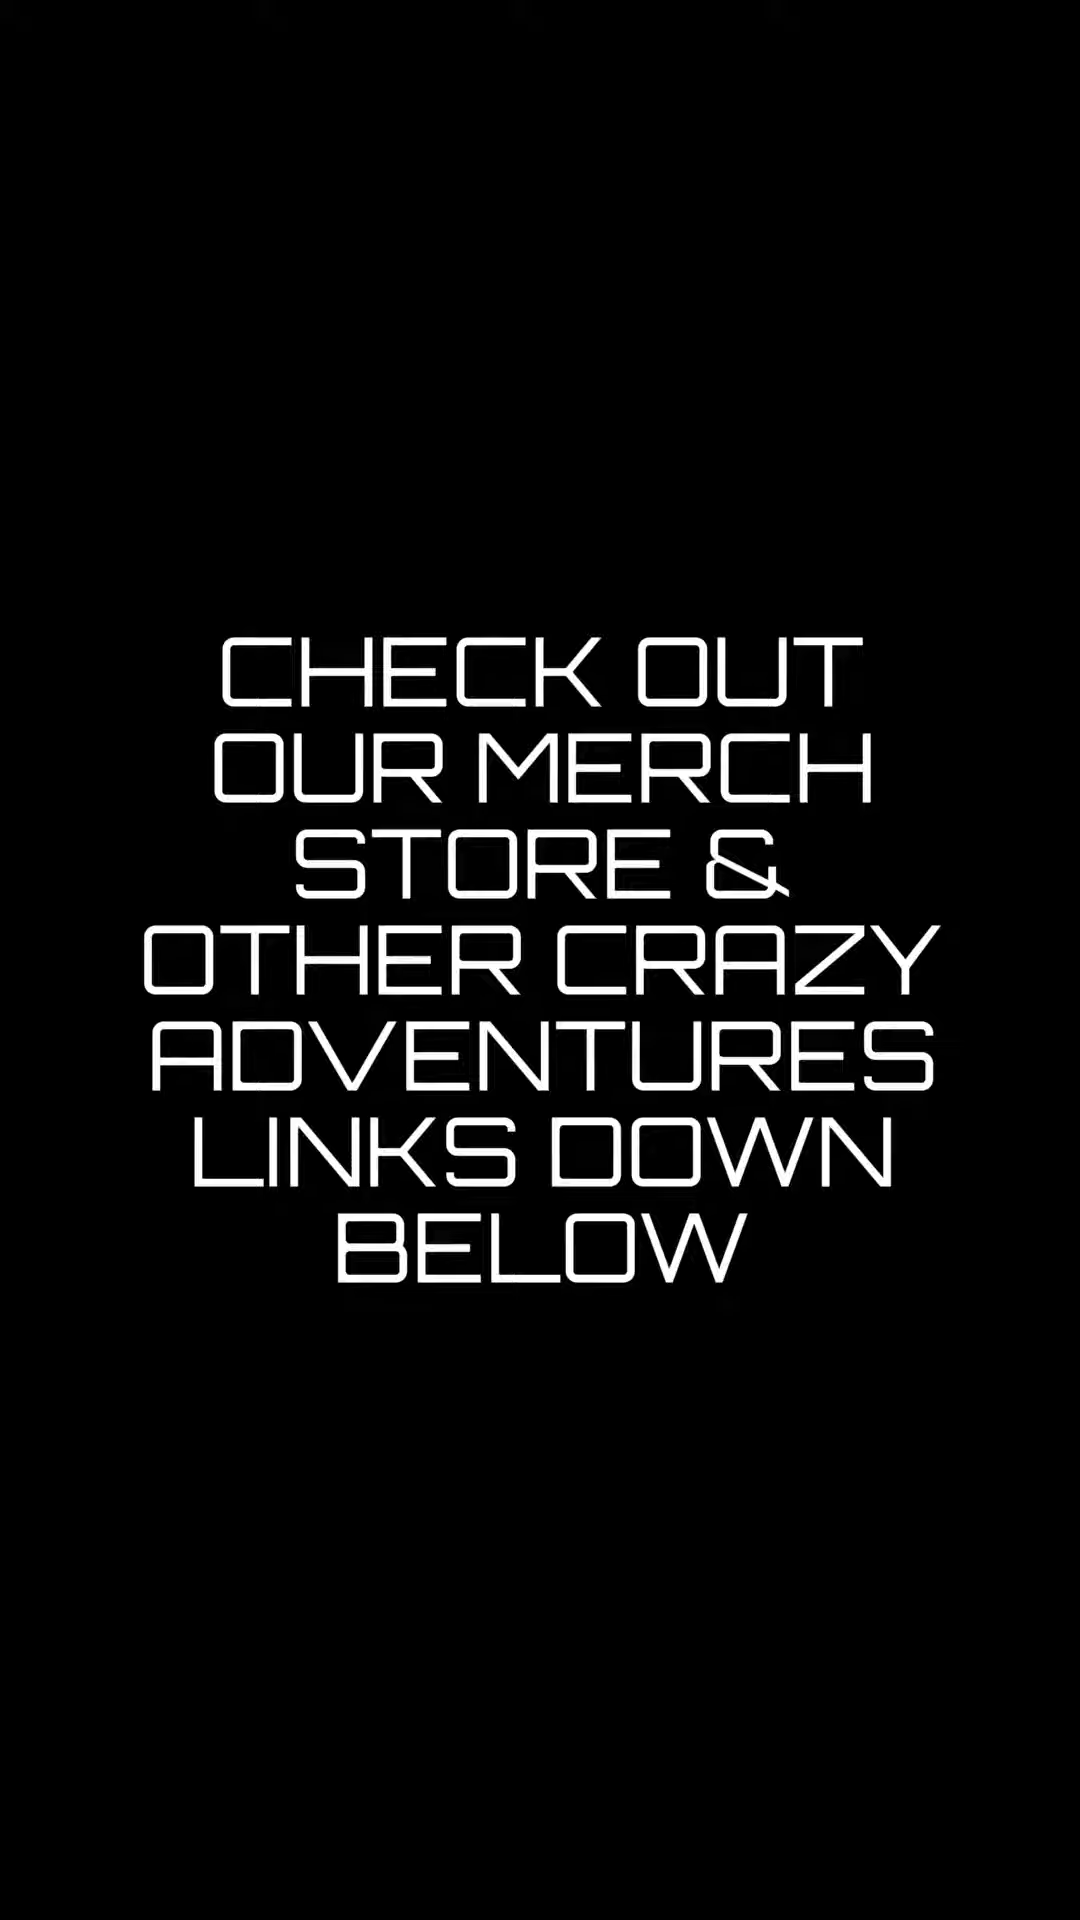 CHECK OUT
OUR MERCH
STORE &
OTHER CRAZY
ADVENTURES
LINKS DOWN
BELOW